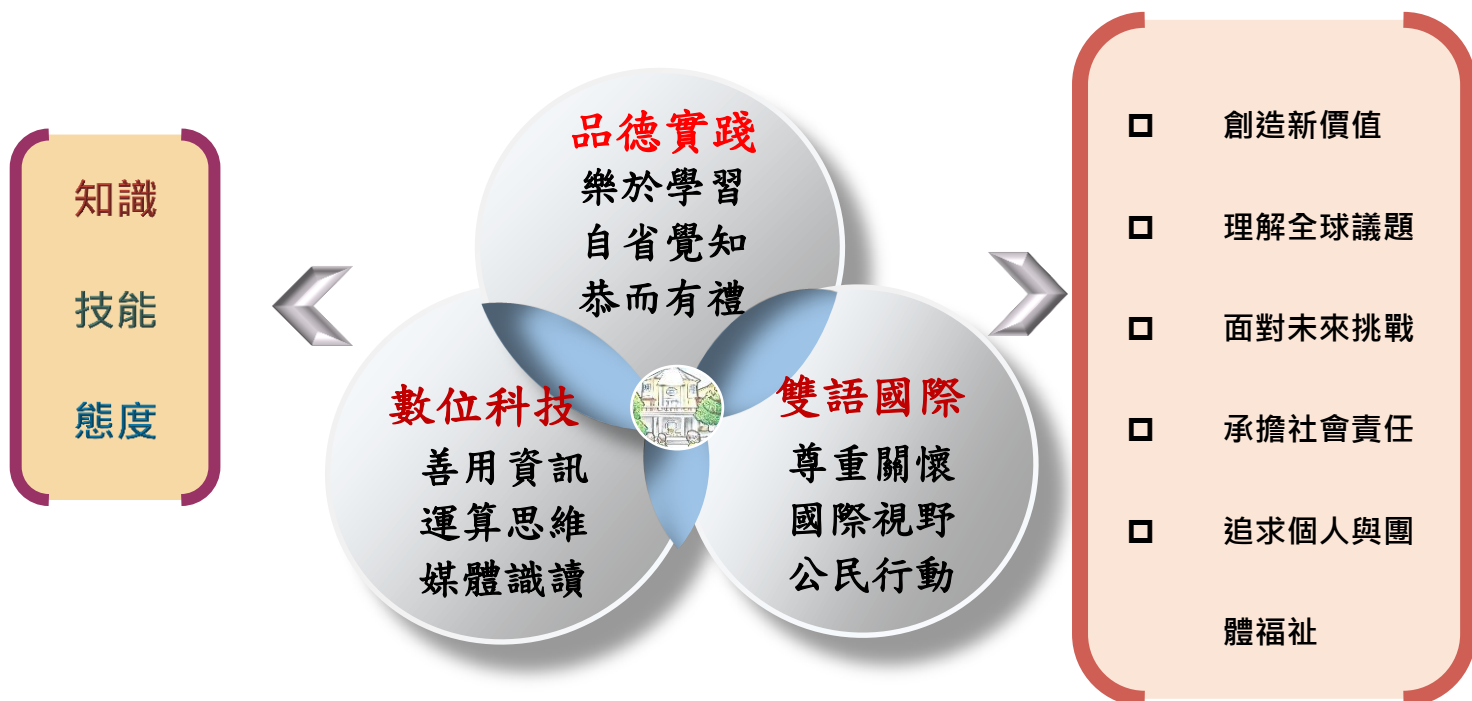 知識
技能
態度
品德實踐
樂於學習
自省覺知
恭而有禮
數位科技
善用資訊
運算思維
媒體識讀
雙語國際
尊重關懷
國際視野
公民行動
創造新價值
理解全球議題
面對未來挑戰
承擔社會責任
追求個人與團
體福祉